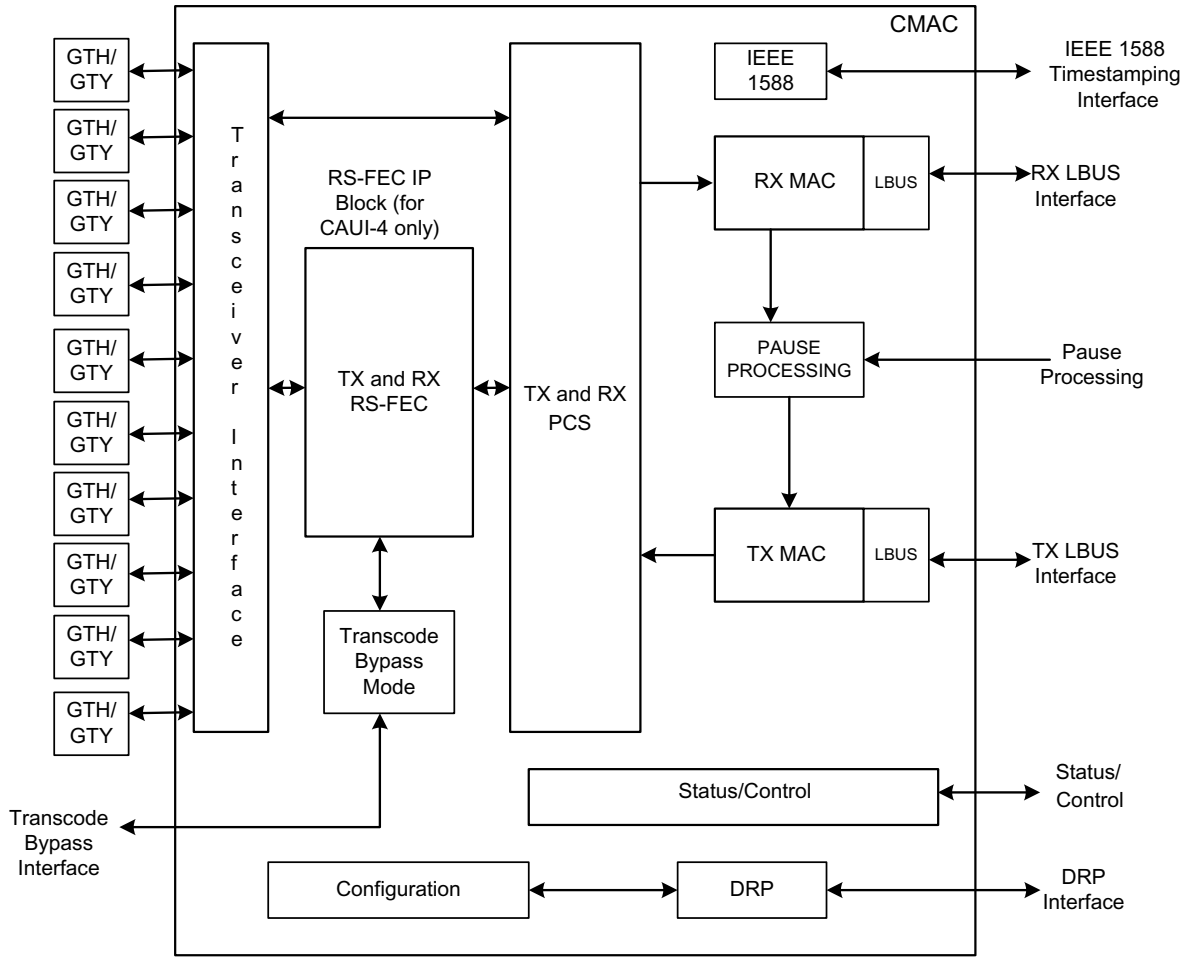 CMAC
GTH/
GTY
GTH/
GTY
GTH/
GTY
GTH/
GTY
GTH/
GTY
GTH/
GTY
GTH/
GTY
GTH/
GTY
GTH/
GTY
GTH/
GTY
Transceiver Interface
RS-FEC IP
Block (for
CAUI-4 only)
TX and RX
RS-FEC
Transcode
Bypass
Mode
TX and RX
PCS
IEEE
1588
IEEE 1588
Timestamping
Interface
RX MAC
LBUS
RX LBUS
Interface
PAUSE
PROCESSING
Pause
Processing
TX MAC
LBUS
TX LBUS
Interface
Status/Control
Status/
Control
Transcode
Bypass
Interface
Configuration
DRP
DRP
Interface